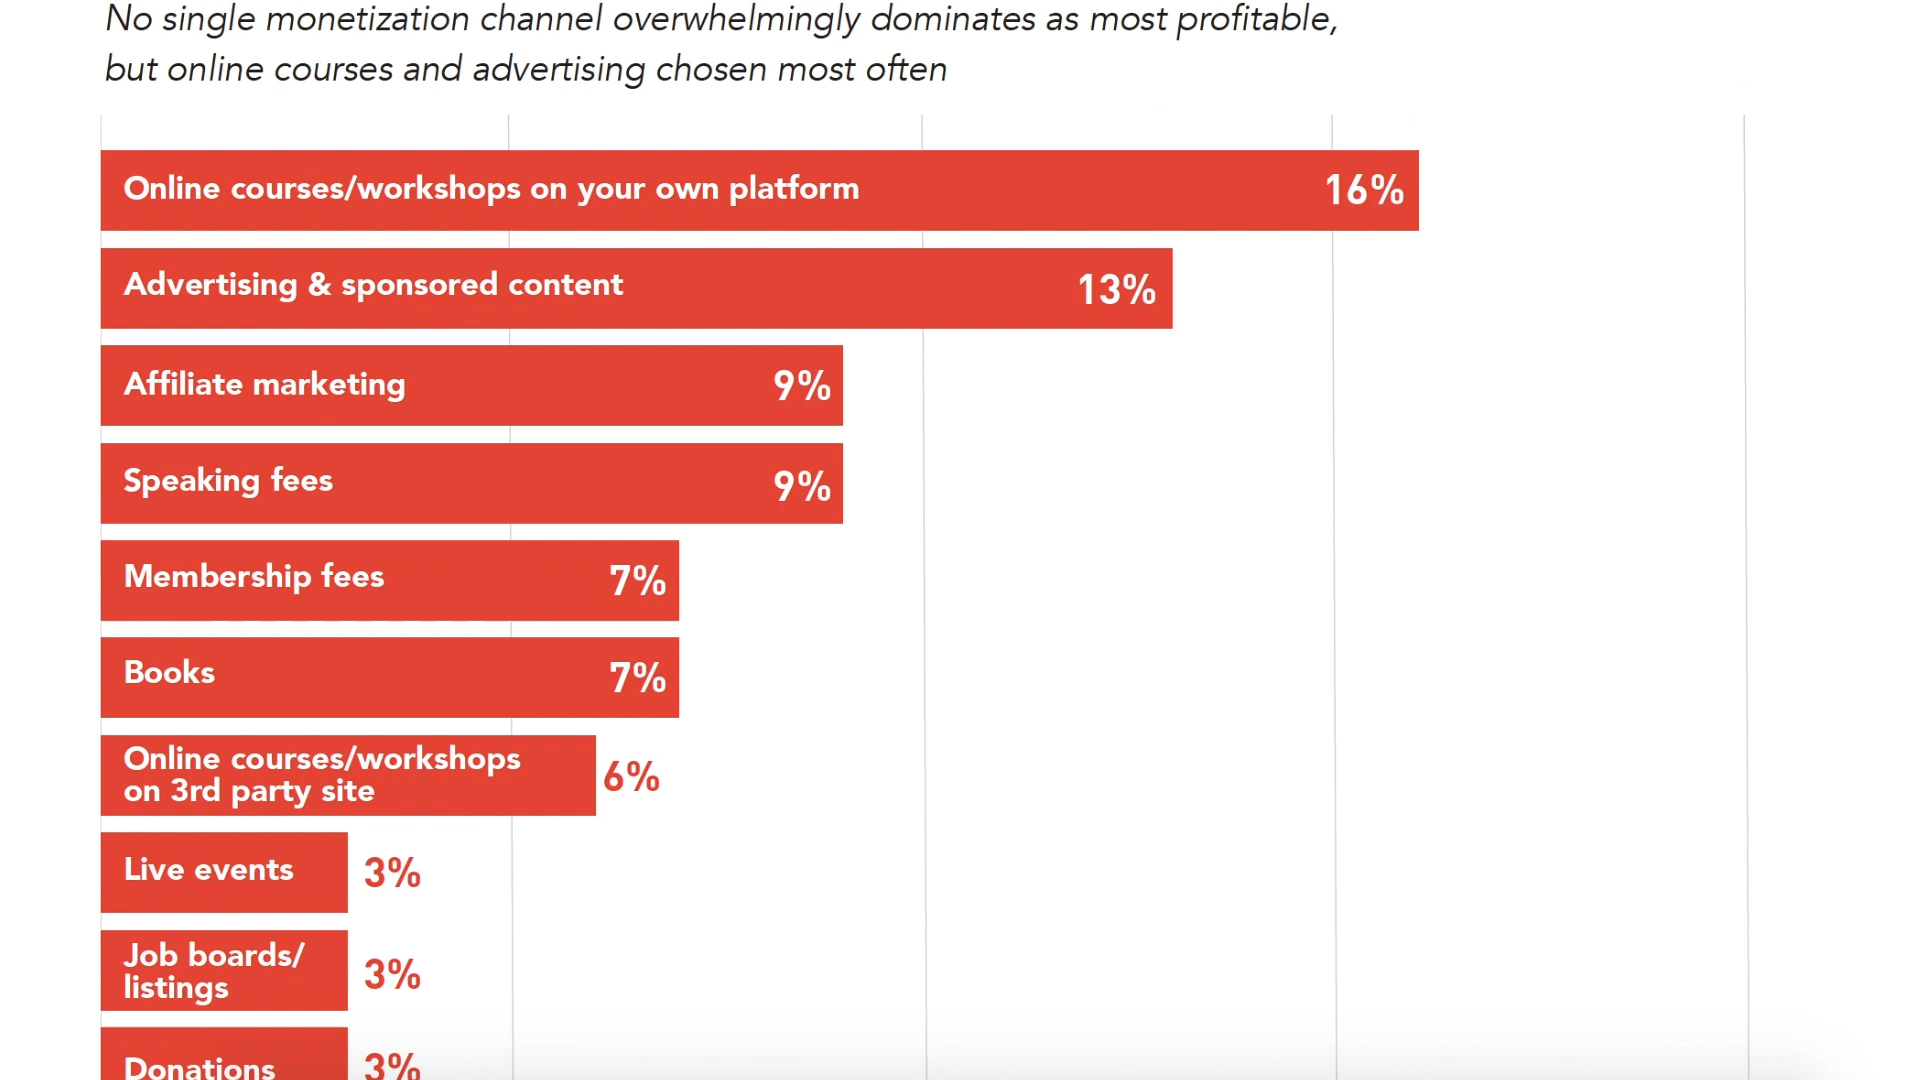 No single monetization channel overwhelmingly dominates as most profitable,
but online courses and advertising chosen most often
Online courses/workshops on your own platform 16%
Advertising & sponsored content 13%
Affiliate marketing 9%
Speaking fees 9%
Membership fees 7%
Books 7%
Online courses/workshops
on 3rd party site 6%
Live events 3%
Job boards/
listings 3%
Donations 3%